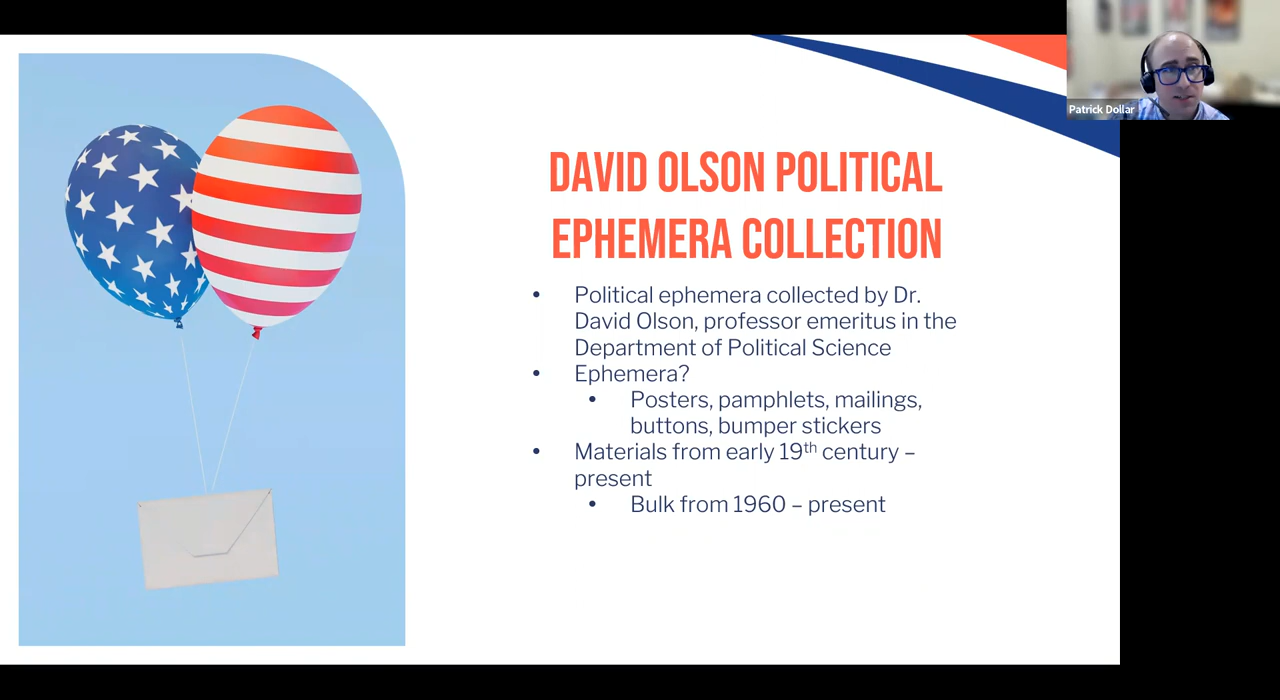 Patrick Dollar
DAVID OLSON POLITICAL
EPHEMERA COLLECTION
• Political ephemera collected by Dr.
David Olson, professor emeritus in the
Department of Political Science
• Ephemera?
• Posters, pamphlets, mailings,
buttons, bumper stickers
• Materials from early 19th century –
present
• Bulk from 1960 – present